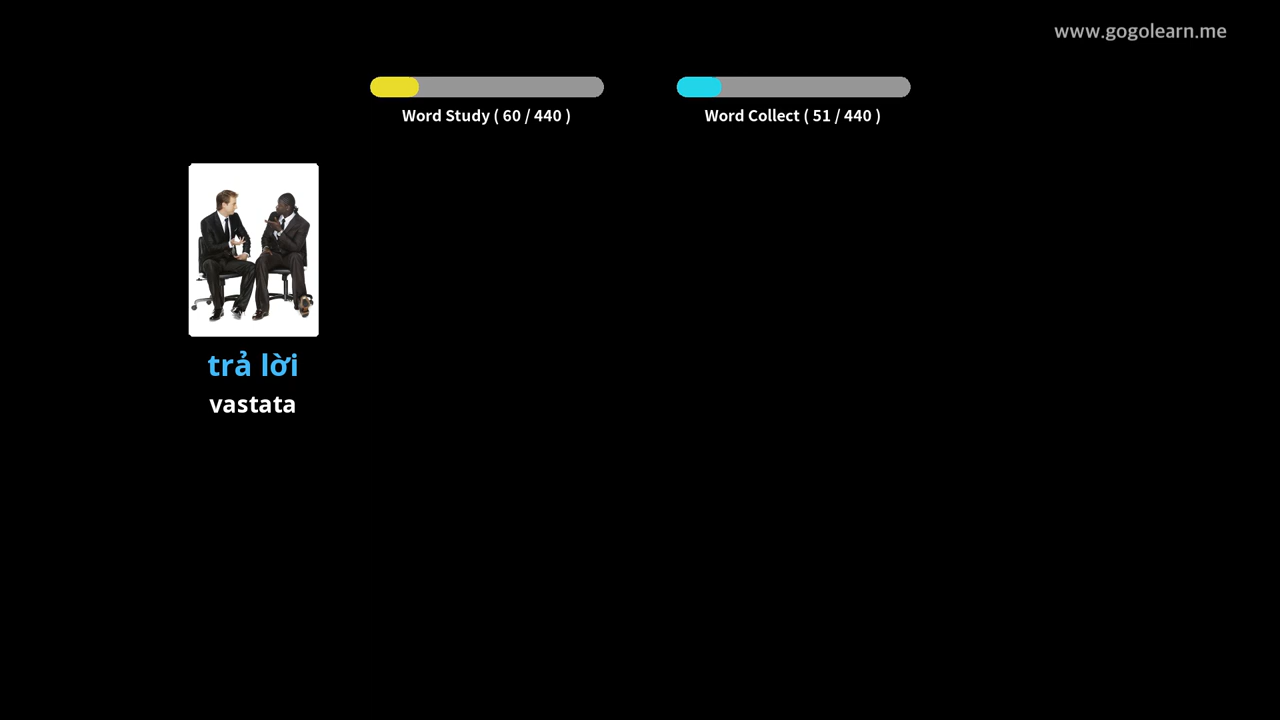 www.gogolearn.me
Word Study ( 60 / 440 )
Word Collect ( 51 / 440 )
trả lời
vastata